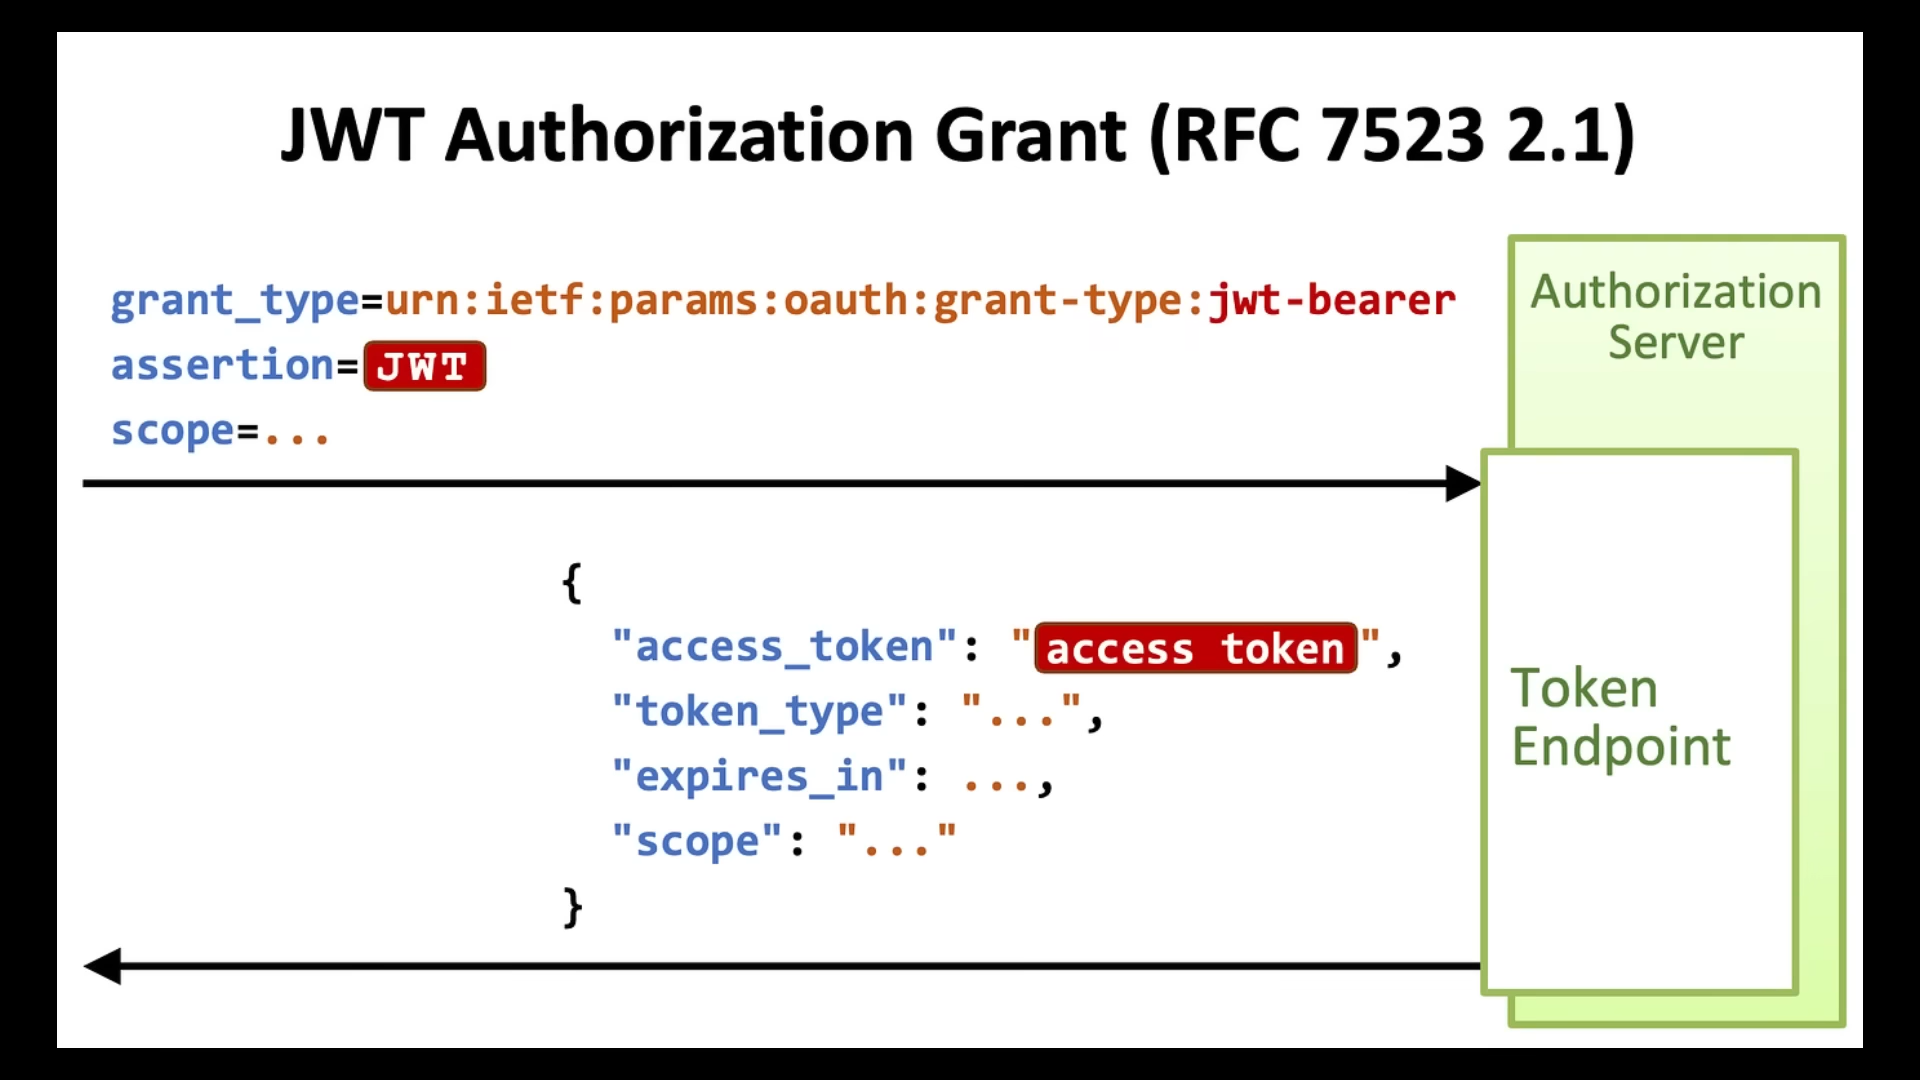 JWT Authorization Grant (RFC 7523 2.1)
grant_type=urn:ietf:params:oauth:grant-type:jwt-bearer
assertion=JWT
scope=...
Authorization
Server
{
"access_token": "access token",
"token_type": "...",
"expires_in": ...,
"scope": "..."
}
Token
Endpoint